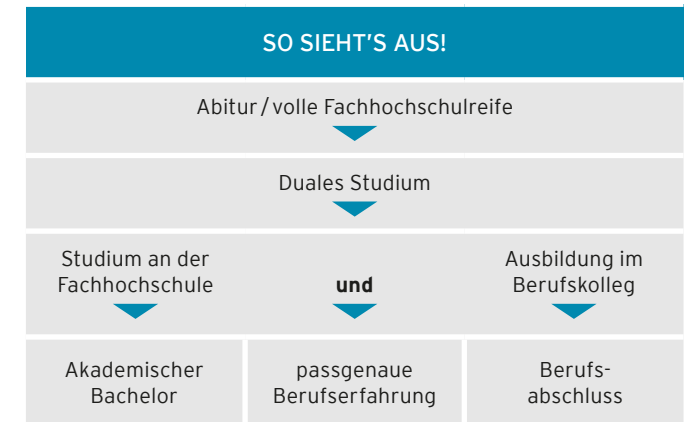 SO SIEHT'S AUS!
Abitur / volle Fachhochschulreife
Duales Studium
Studium an der
Fachhochschule
und
Ausbildung im
Berufskolleg
Akademischer
Bachelor
passgenaue
Berufserfahrung
Berufs-
abschluss